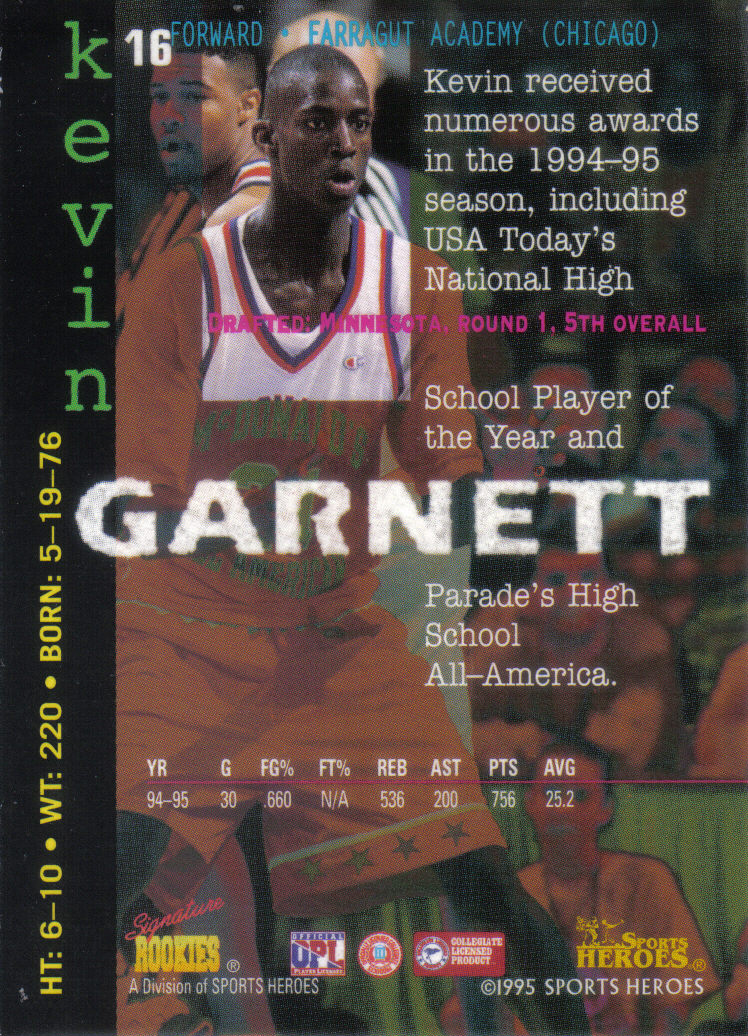 16
FORWARD • FARRAGUT ACADEMY (CHICAGO)
kevin
Kevin received
numerous awards
in the 1994–95
season, including
USA Today's
National High
DRAFTED: MINNESOTA, ROUND 1, 5TH OVERALL
School Player of
the Year and
GARNETT
Parade's High
School
All–America.
HT: 6–10 • WT: 220 • BORN: 5–19–76
YR G FG% FT% REB AST PTS AVG
94–95 30 .660 N/A 536 200 756 25.2
Signature
ROOKIES ®
A Division of SPORTS HEROES
OFFICIAL
UPL
PLAYER LICENSEE
COLLEGIATE
LICENSED
PRODUCT
SPORTS
HEROES ®
©1995 SPORTS HEROES